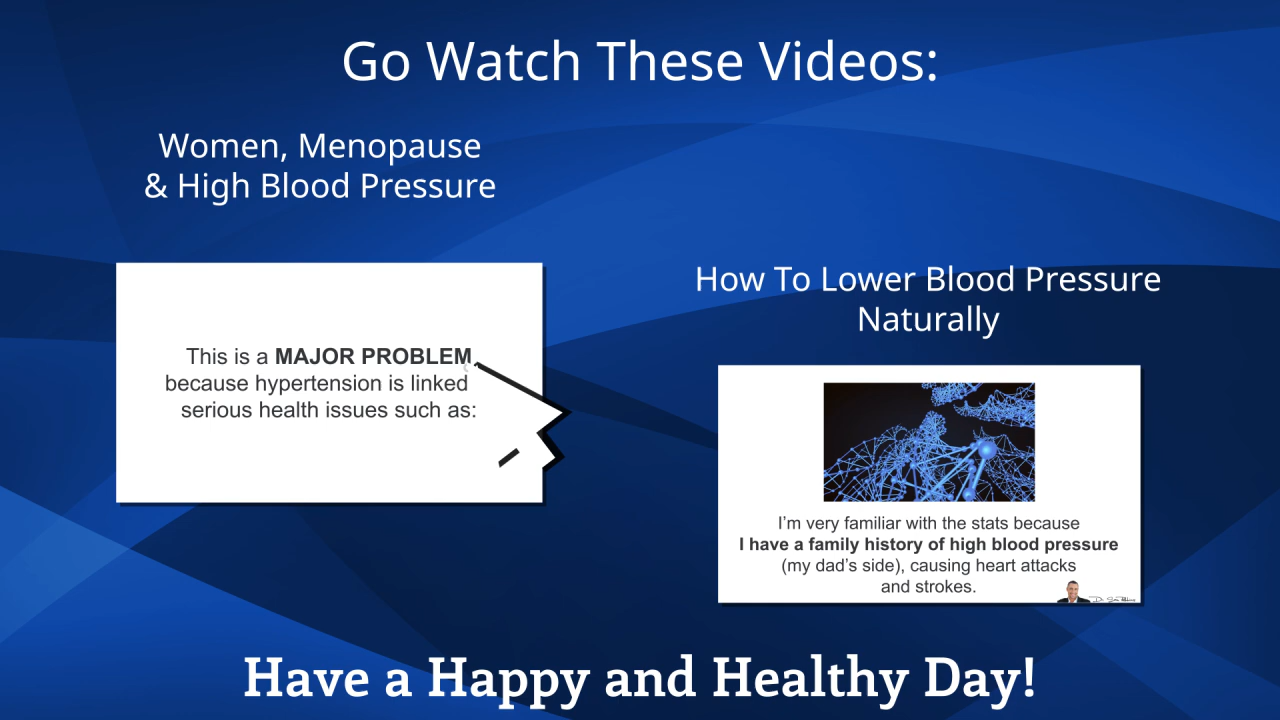 Go Watch These Videos:
Women, Menopause
& High Blood Pressure
This is a MAJOR PROBLEM,
because hypertension is linked
serious health issues such as:
How To Lower Blood Pressure
Naturally
I’m very familiar with the stats because
I have a family history of high blood pressure
(my dad’s side), causing heart attacks
and strokes.
Have a Happy and Healthy Day!